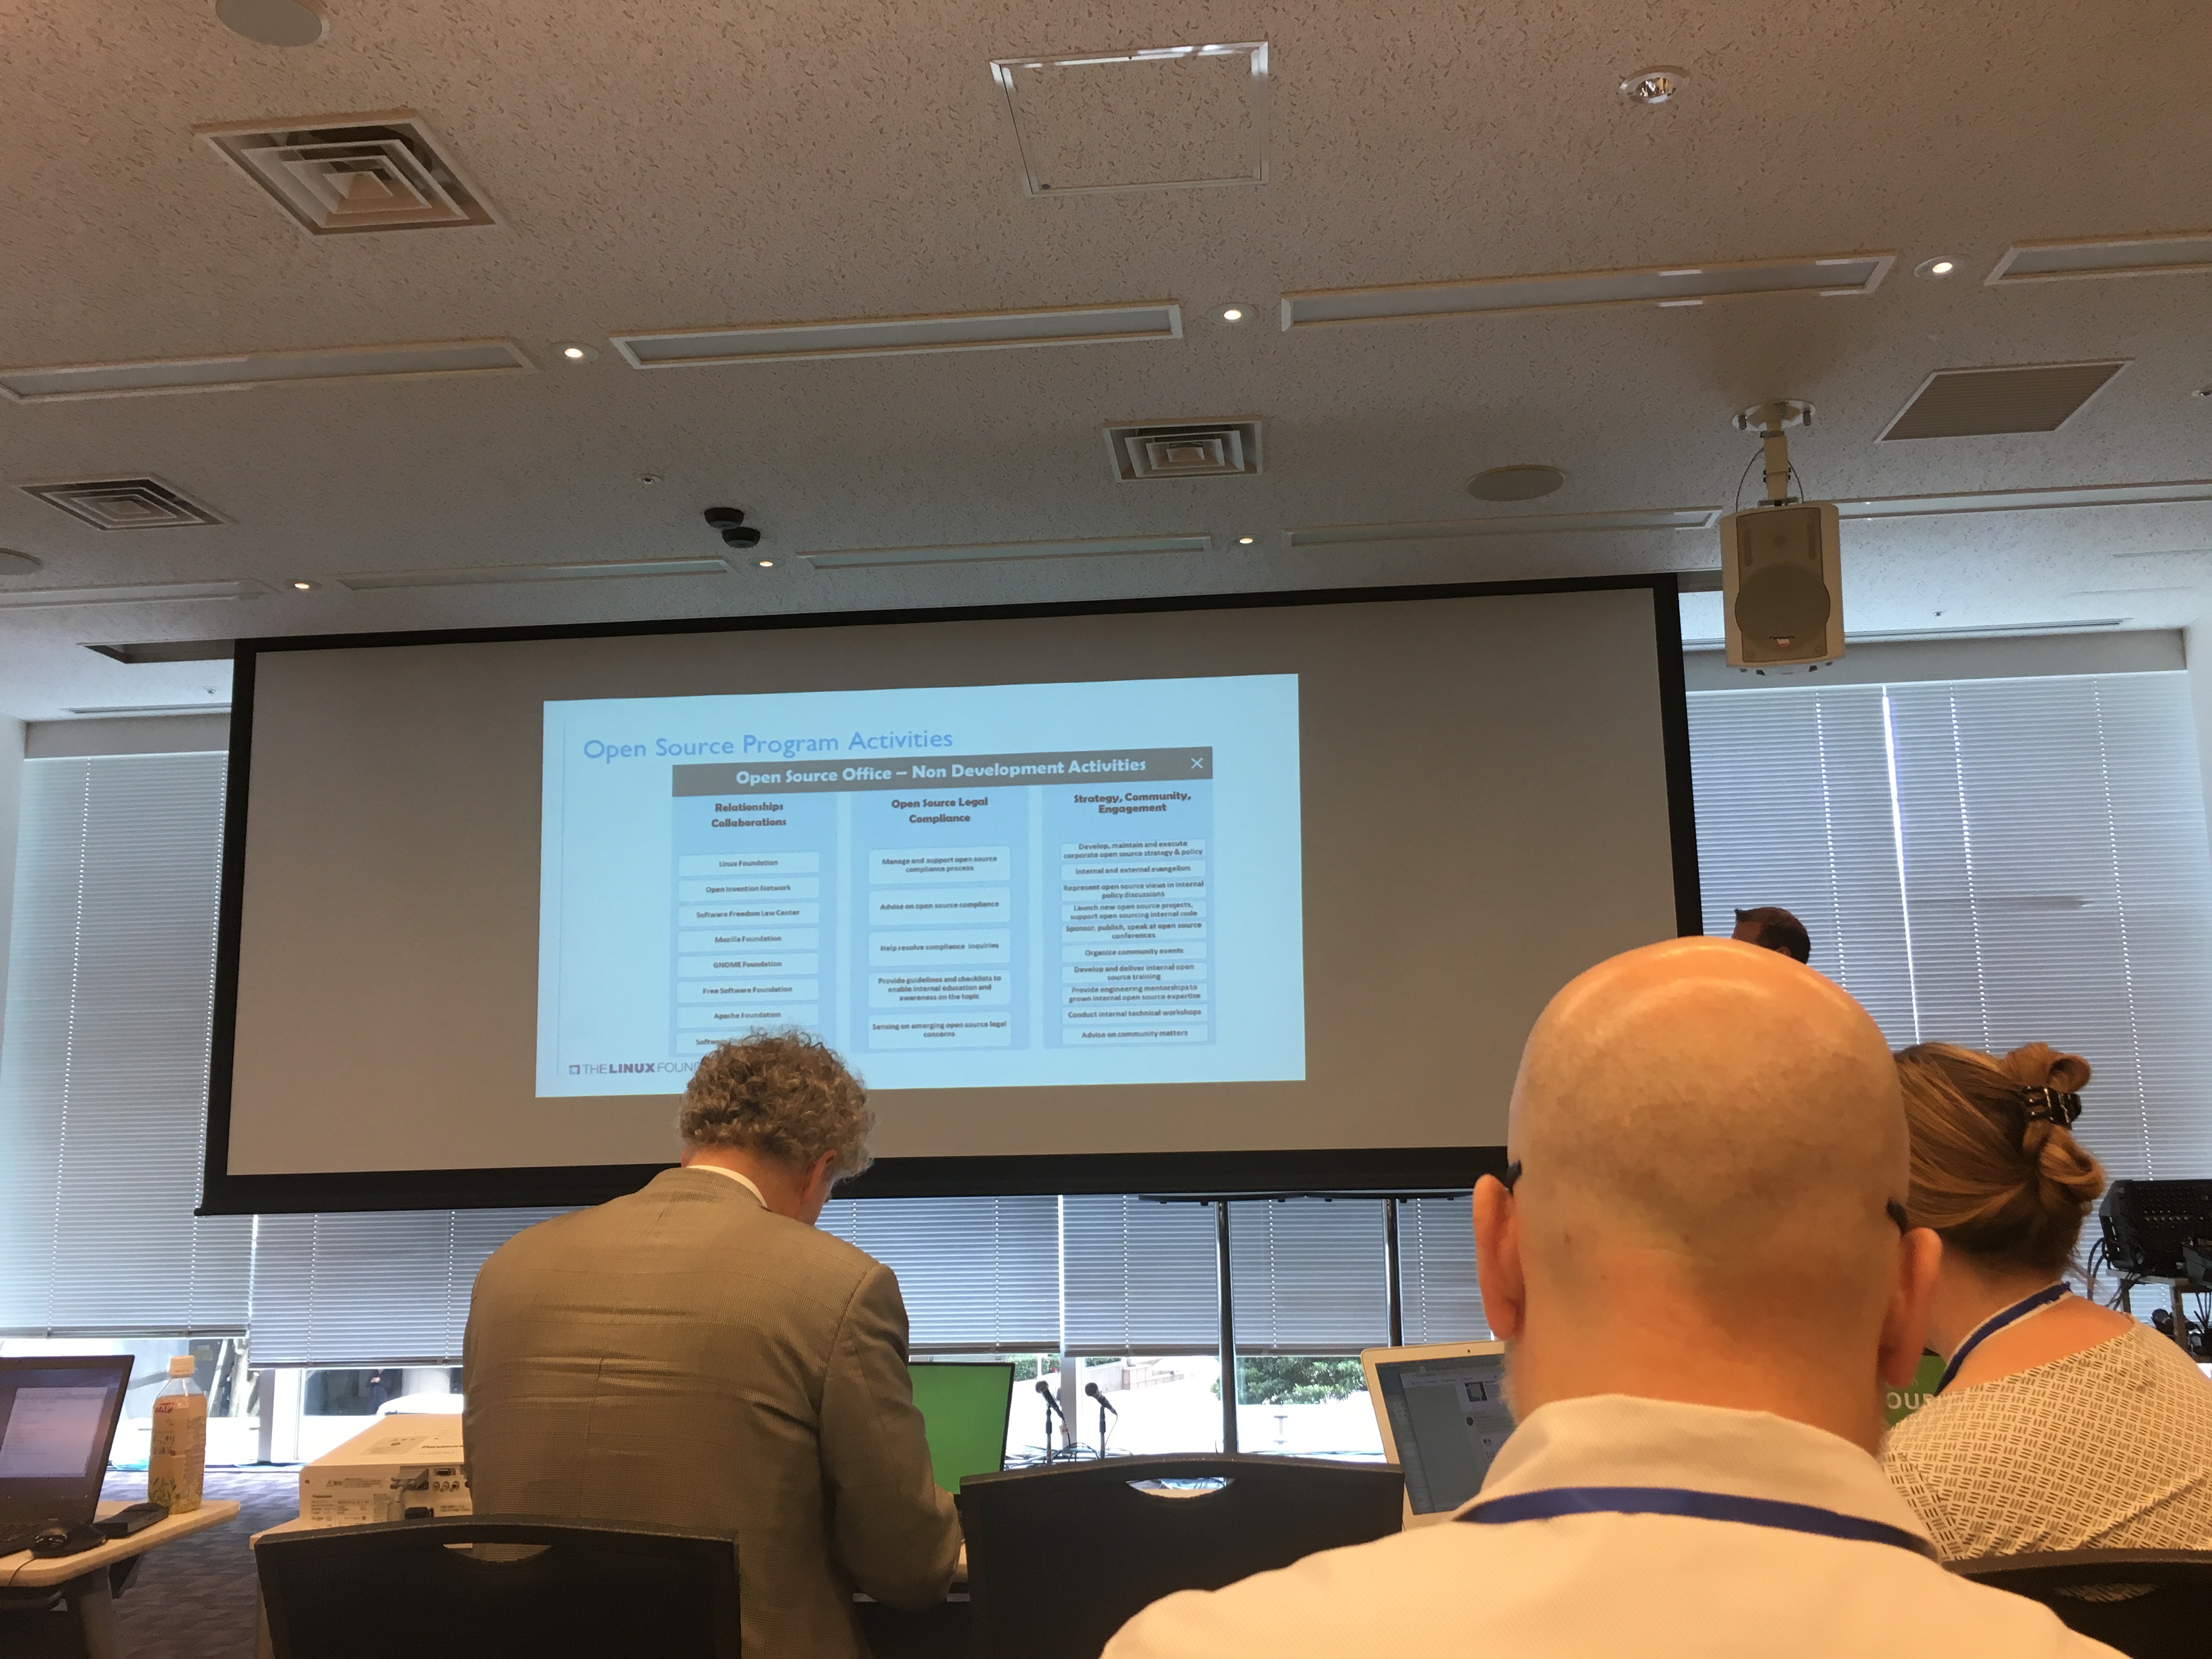 Open Source Program Activities
Open Source Office – Non Development Activities
Relationships
Collaborations
Linux Foundation
Open Invention Network
Software Freedom Law Center
Mozilla Foundation
GNOME Foundation
Free Software Foundation
Apache Foundation
Open Source Legal
Compliance
Manage and support open source
compliance process
Advise on open source compliance
Help resolve compliance inquiries
Provide guidelines and checklists to
enable internal education and
awareness on the topic
Sensing on emerging open source legal
concerns
Strategy, Community,
Engagement
Develop, maintain and execute
corporate open source strategy & policy
Internal and external evangelism
Represent open source views in internal
policy discussions
Launch new open source projects,
support open sourcing internal code
Sponsor, publish, speak at open source
conferences
Organize community events
Develop and deliver internal open
source training
Provide engineering mentorships to
grown internal open source expertise
Conduct internal technical workshops
Advise on community matters
THE LINUX FOUN
Panasonic